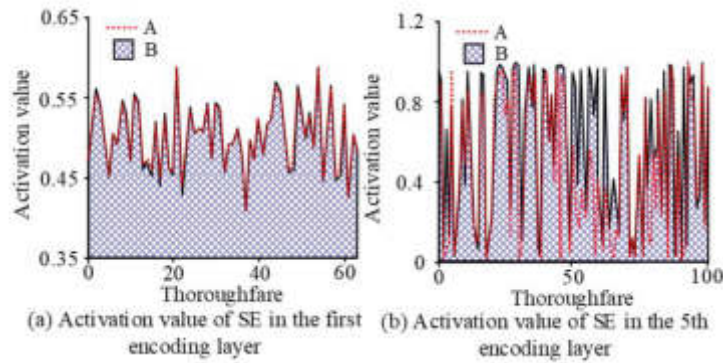 0.65
0.55
0.45
0.35
Activation value
A
B
0
20
40
60
Thoroughfare
(a) Activation value of SE in the first
encoding layer
1.2
0.8
0.4
0
Activation value
A
B
0
50
100
Thoroughfare
(b) Activation value of SE in the 5th
encoding layer